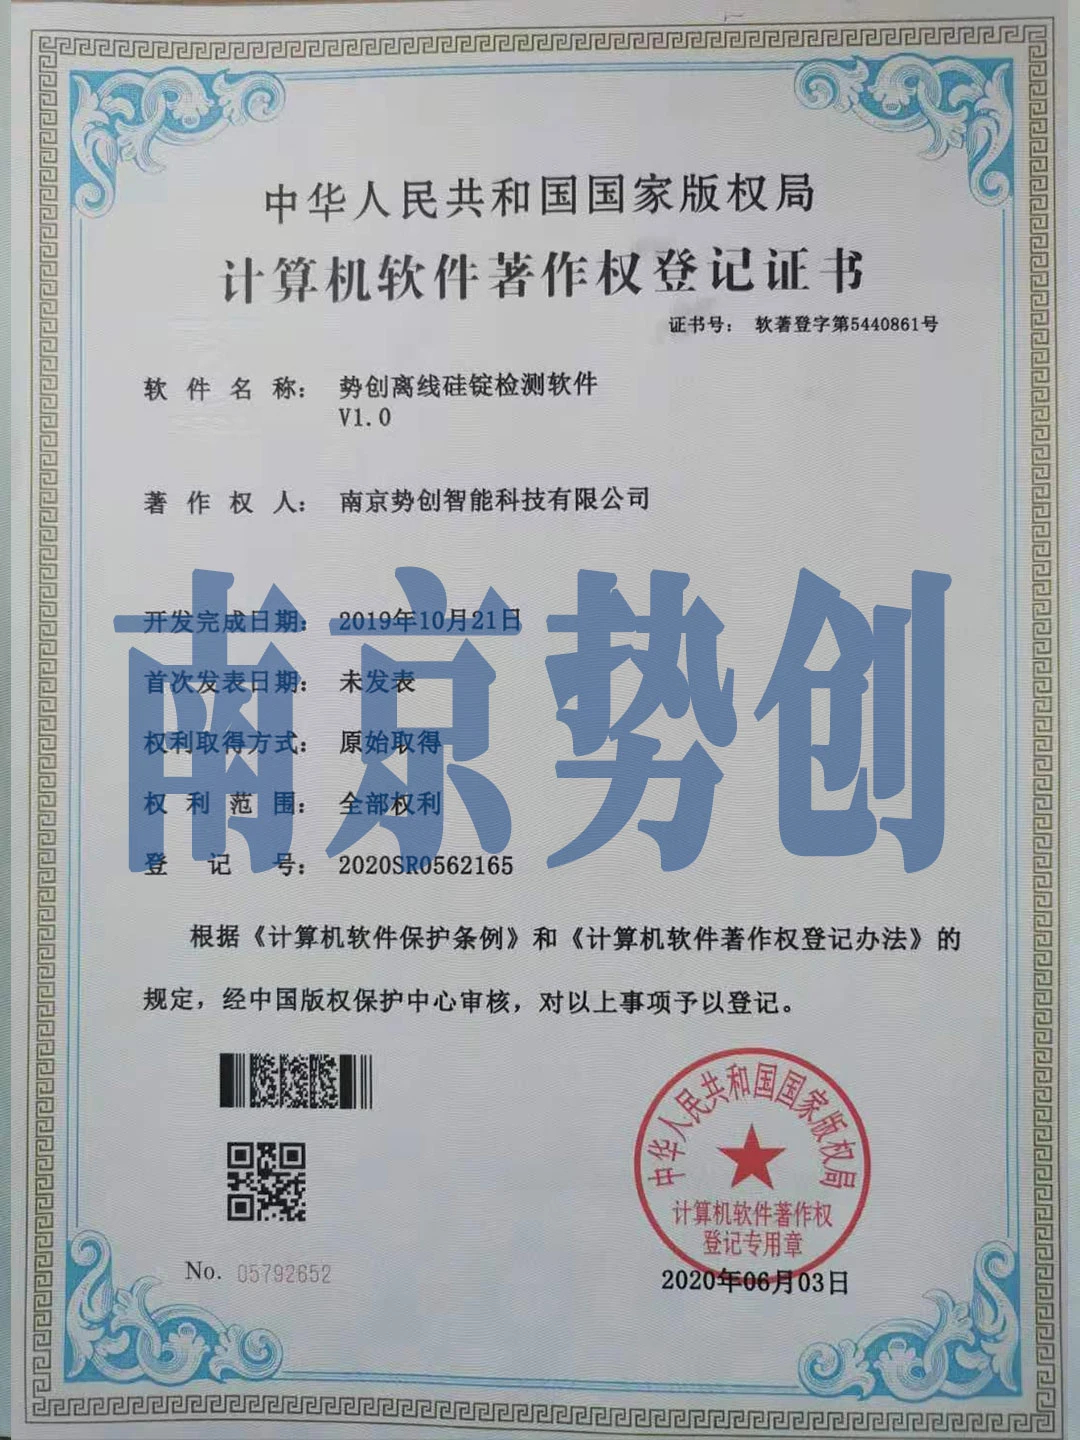 中华人民共和国国家版权局
计算机软件著作权登记证书
证书号： 软著登字第5440861号
软件名称： 势创离线硅锭检测软件
V1.0
著作权人： 南京势创智能科技有限公司
开发完成日期： 2019年10月21日
首次发表日期： 未发表
权利取得方式： 原始取得
权利范围： 全部权利
登记号： 2020SR0562165
南京势创
根据《计算机软件保护条例》和《计算机软件著作权登记办法》的
规定，经中国版权保护中心审核，对以上事项予以登记。
中华人民共和国国家版权局
计算机软件著作权
登记专用章
No. 05792652
2020年06月03日